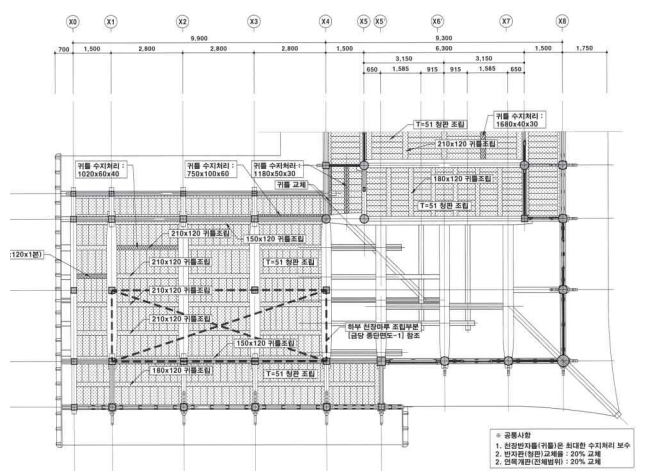 X0 X1 X2 X3 X4 X5 X5' X6' X7 X8
9,900 9,300
700 1,500 2,800 2,800 2,800 1,500 6,300 1,500 1,750
3,150 3,150
650 1,585 915 915 1,585 650
귀틀 수지처리 :
1680x40x30
T=51 청판 조립
210x120 귀틀조립
귀틀 수지처리 :
1020x60x40
귀틀 수지처리 :
750x100x60
귀틀 수지처리 :
1180x50x30
180x120 귀틀조립
귀틀 교체
T=51 청판 조립
210x120 귀틀조립
150x120 귀틀조립
:120x1본)
210x120 귀틀조립
T=51 청판 조립
210x120 귀틀조립
210x120 귀틀조립
하부 천장마루 조립부분
[금당 종단면도-1] 참조
150x120 귀틀조립
180x120 귀틀조립
T=51 청판 조립
※ 공통사항
1. 천장반자틀(귀틀)은 최대한 수지처리 보수
2. 반자판(청판)교체율 : 20% 교체
2. 연목개판(전체범위) : 20% 교체